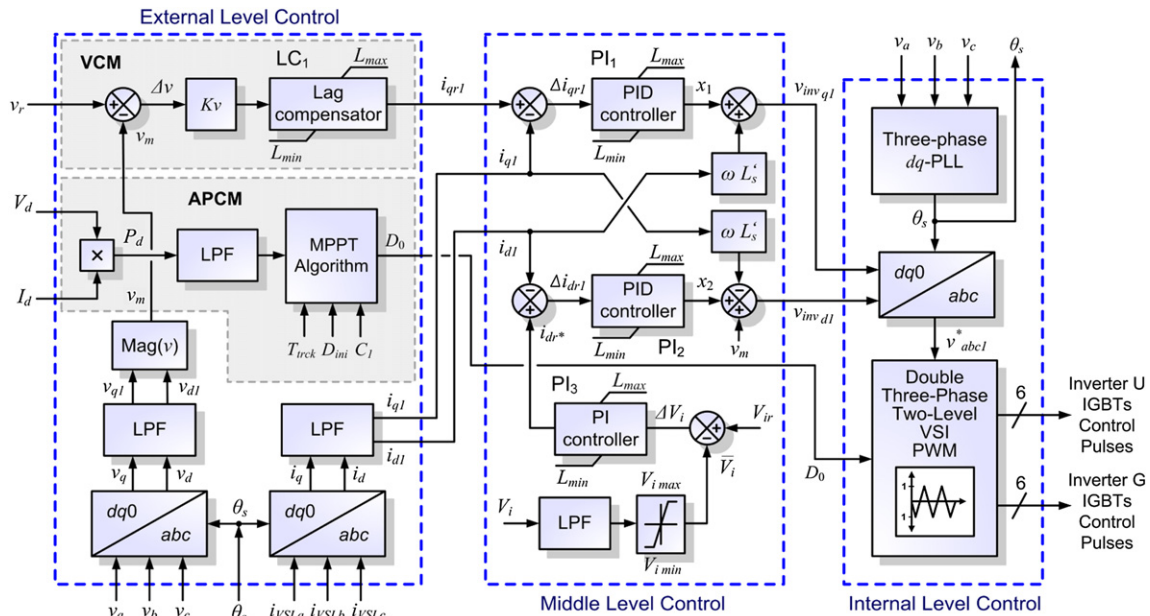 External Level Control
VCM
LC1
Lmax
vr
Δv
Kv
Lag
compensator
Lmin
vm
iqr1
APCM
Vd
Pd
×
Id
LPF
MPPT
Algorithm
D0
Ttrck
Dini
C1
vm
Mag(v)
vq1
vd1
LPF
vq
vd
dq0
abc
va
vb
vc
θs
θs
LPF
iq1
id1
iq
id
dq0
abc
iVSI,a
iVSI,b
iVSI,c
PI1
Lmax
Δiqr1
PID
controller
Lmin
x1
iq1
ω L's
ω L's
id1
Δidr1
Lmax
PID
controller
Lmin
PI2
x2
vm
idr*
PI3
Lmax
PI
controller
Lmin
ΔVi
Vir
V̅i
Vi
LPF
Vi max
Vi min
Middle Level Control
vinv q1
vinv d1
va
vb
vc
θs
Three-phase
dq-PLL
θs
dq0
abc
v*abc1
Double
Three-Phase
Two-Level
VSI
PWM
1
1
D0
6
Inverter U
IGBTs
Control
Pulses
6
Inverter G
IGBTs
Control
Pulses
Internal Level Control